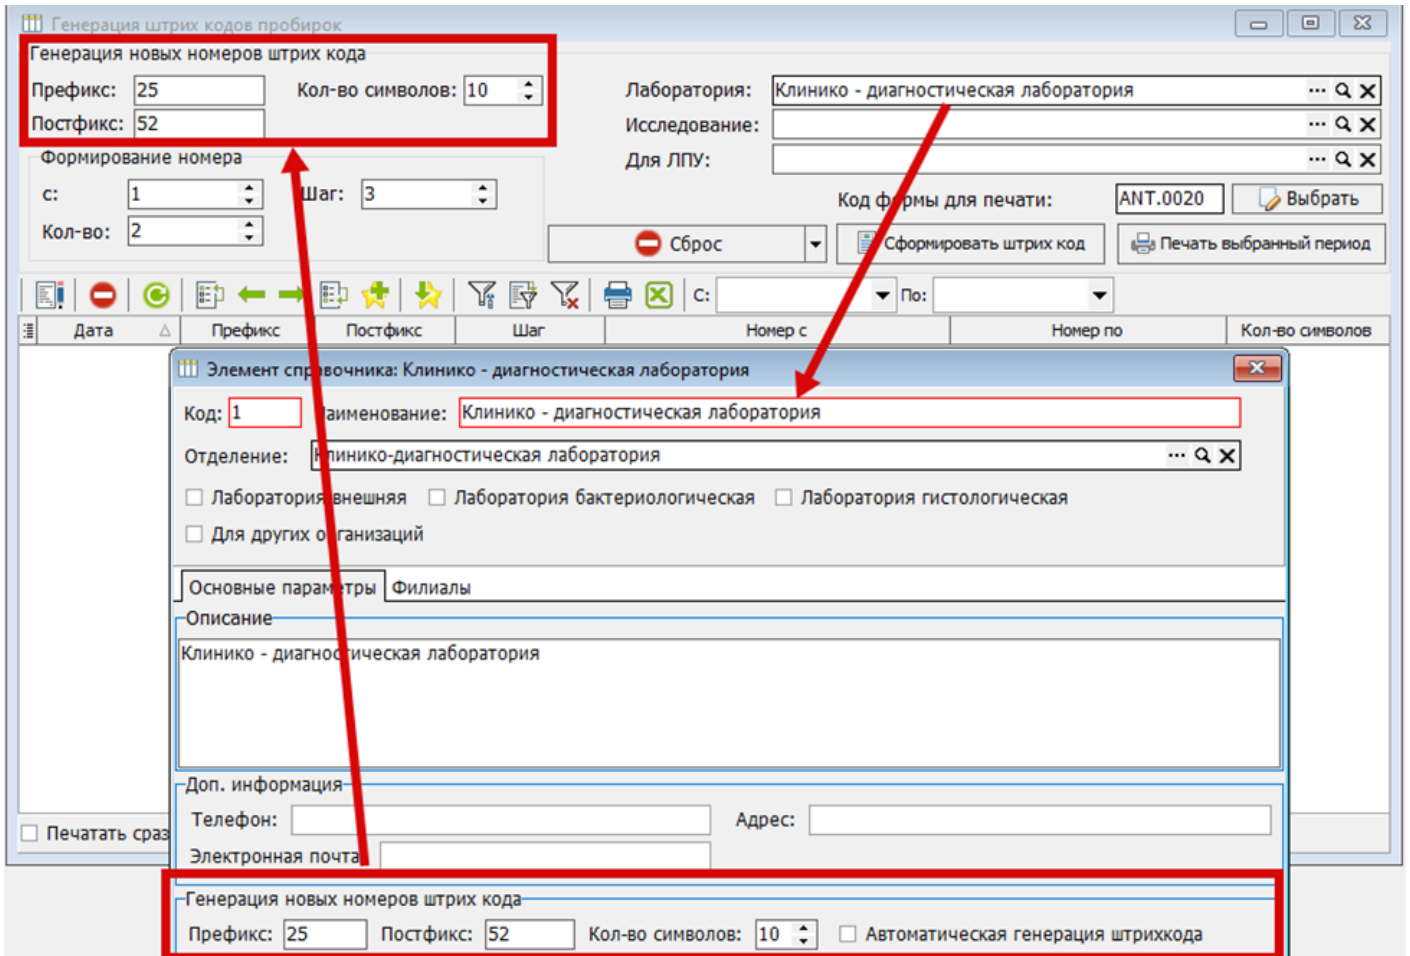 Генерация штрих кодов пробирок
Генерация новых номеров штрих кода
Префикс: 25 Кол-во символов: 10
Постфикс: 52
Лаборатория: Клинико - диагностическая лаборатория
Исследование:
Для ЛПУ:
Формирование номера
с: 1 Шаг: 3
Кол-во: 2
Код формы для печати: ANT.0020 Выбрать
Сброс Сформировать штрих код Печать выбранный период
С: По:
Дата Префикс Постфикс Шаг Номер с Номер по Кол-во символов
Элемент справочника: Клинико - диагностическая лаборатория
Код: 1 Наименование: Клинико - диагностическая лаборатория
Отделение: Клинико-диагностическая лаборатория
Лаборатория внешняя Лаборатория бактериологическая Лаборатория гистологическая
Для других организаций
Основные параметры Филиалы
Описание
Клинико - диагностическая лаборатория
Доп. информация
Телефон: Адрес:
Печатать сраз
Электронная почта
Генерация новых номеров штрих кода
Префикс: 25 Постфикс: 52 Кол-во символов: 10 Автоматическая генерация штрихкода